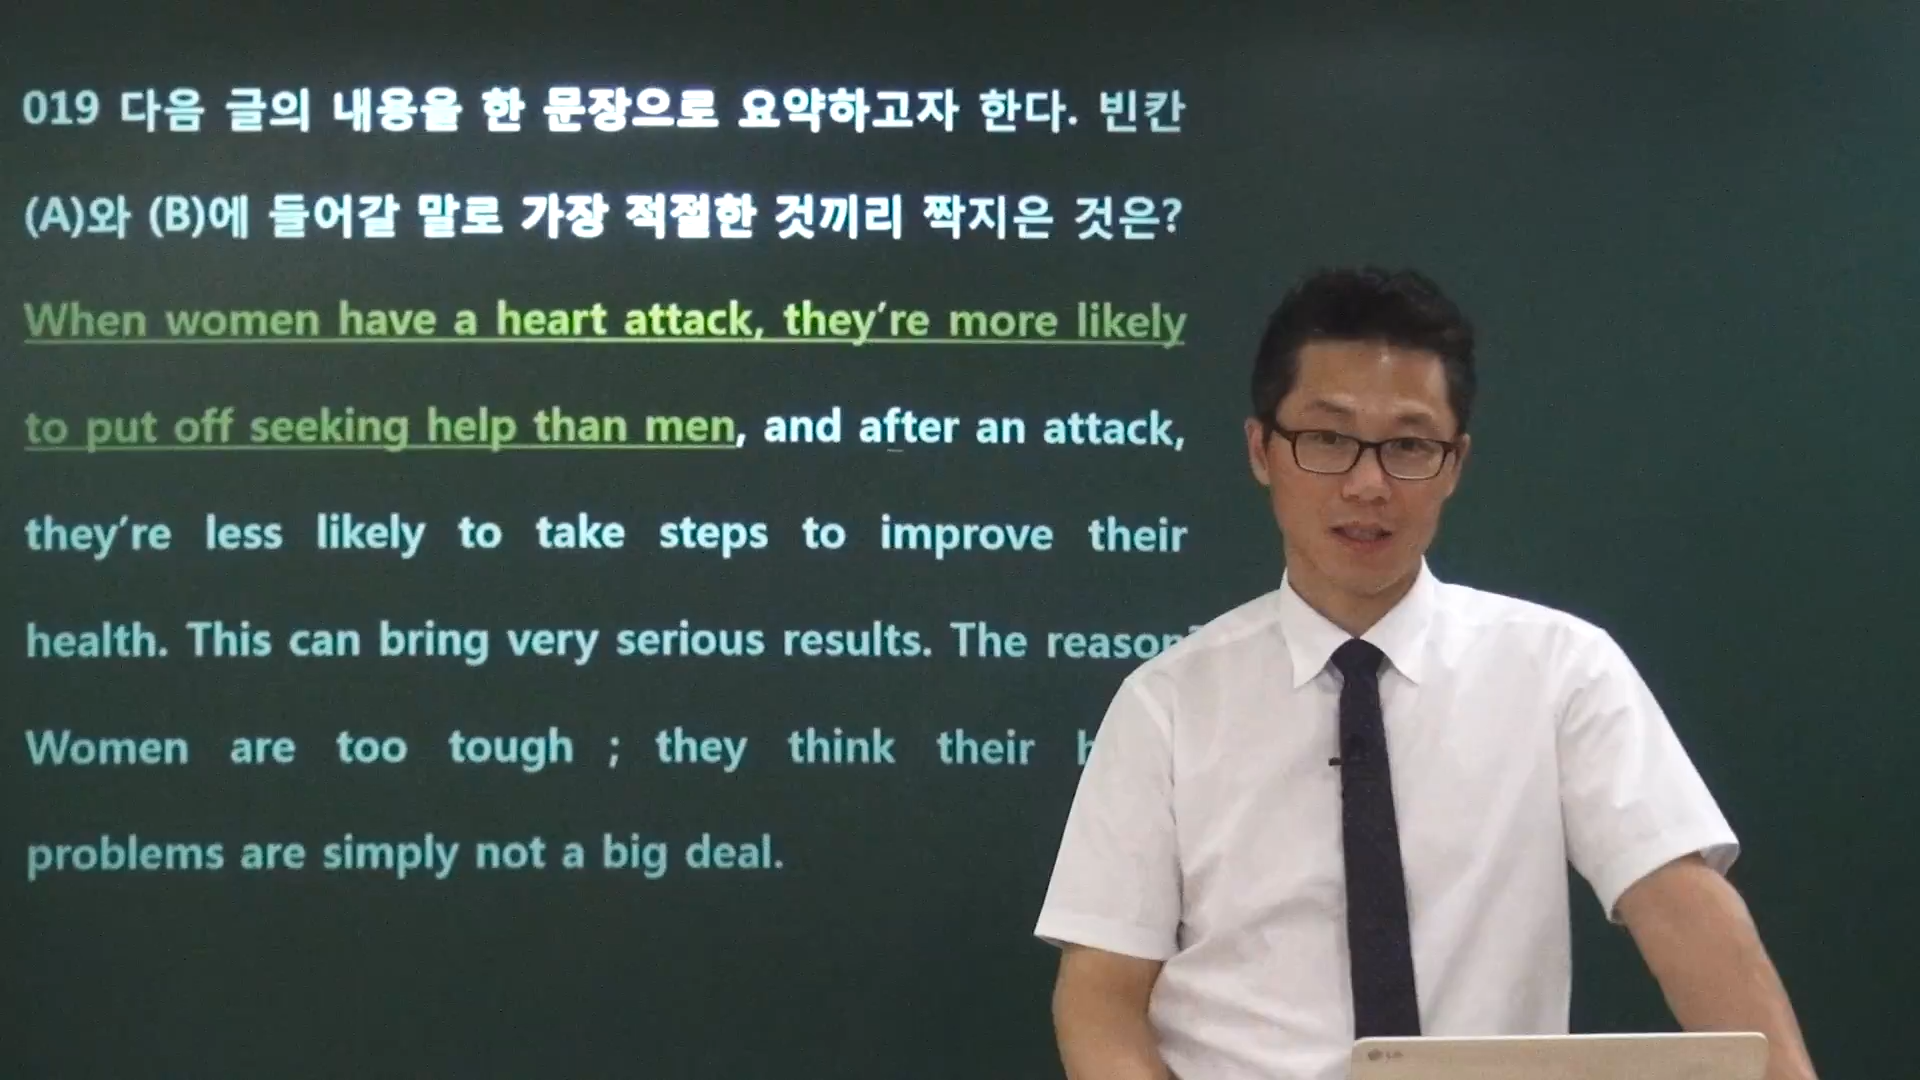 019 다음 글의 내용을 한 문장으로 요약하고자 한다. 빈칸
(A)와 (B)에 들어갈 말로 가장 적절한 것끼리 짝지은 것은?
When women have a heart attack, they’re more likely
to put off seeking help than men, and after an attack,
they’re less likely to take steps to improve their
health. This can bring very serious results. The reason
Women are too tough ; they think their
problems are simply not a big deal.
LG